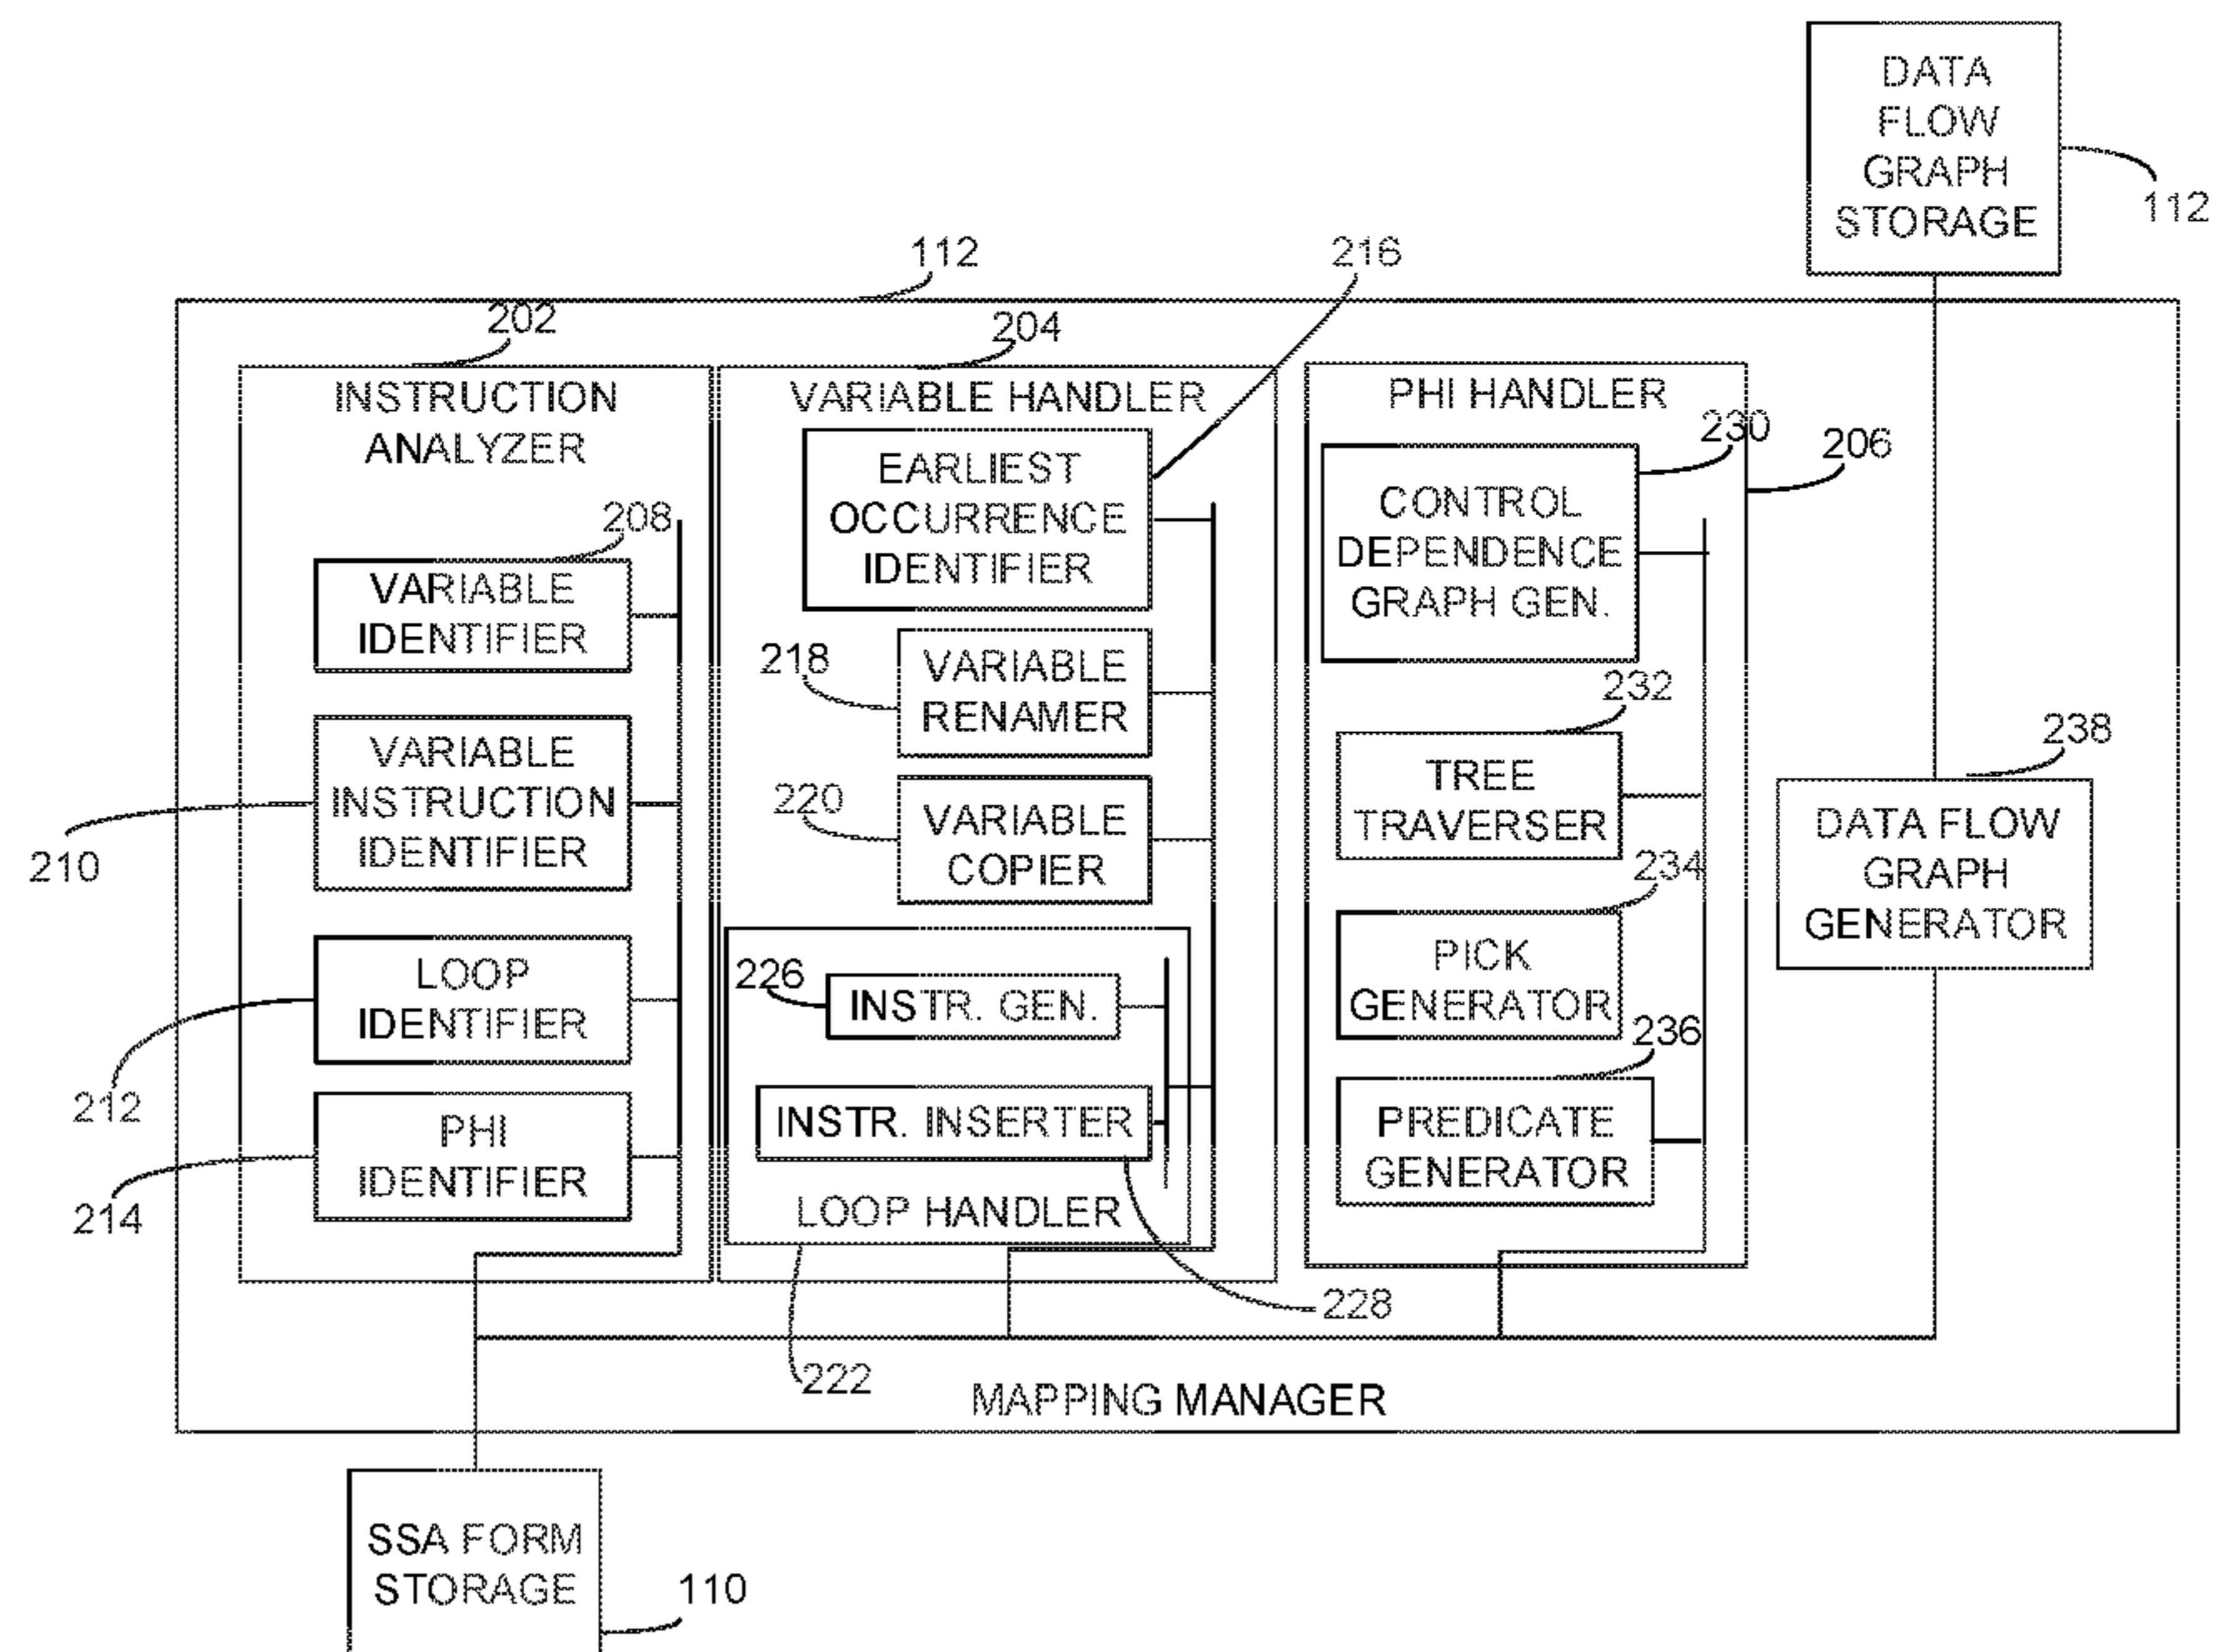 DATA
FLOW
GRAPH
STORAGE
112
112
216
202
204
INSTRUCTION
ANALYZER
208
VARIABLE
IDENTIFIER
VARIABLE
INSTRUCTION
IDENTIFIER
210
LOOP
IDENTIFIER
212
PHI
IDENTIFIER
214
VARIABLE HANDLER
EARLIEST
OCCURRENCE
IDENTIFIER
218
VARIABLE
RENAMER
220
VARIABLE
COPIER
226
INSTR. GEN.
INSTR. INSERTER
LOOP HANDLER
228
222
PHI HANDLER
230
206
CONTROL
DEPENDENCE
GRAPH GEN.
232
TREE
TRAVERSER
234
PICK
GENERATOR
236
PREDICATE
GENERATOR
238
DATA FLOW
GRAPH
GENERATOR
MAPPING MANAGER
SSA FORM
STORAGE
110